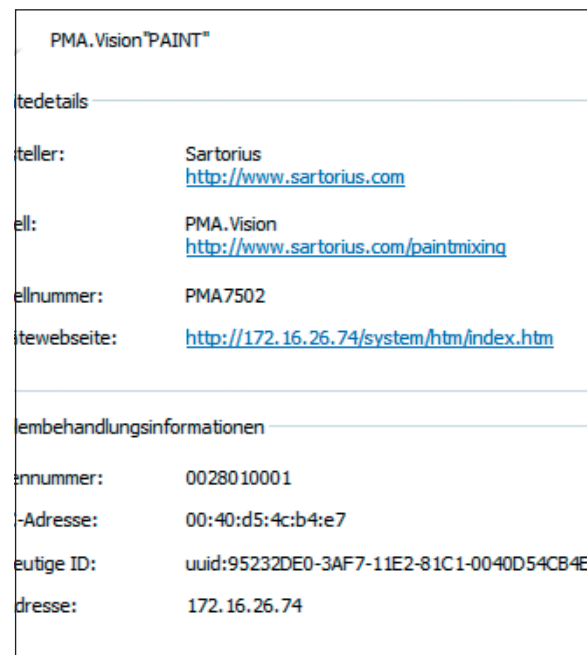 PMA.Vision"PAINT"
itedetails
steller: Sartorius
http://www.sartorius.com
ell: PMA.Vision
http://www.sartorius.com/paintmixing
ellnummer: PMA7502
itewebseite: http://172.16.26.74/system/htm/index.htm
lembehandlungsinformationen
ennummer: 0028010001
-Adresse: 00:40:d5:4c:b4:e7
eutige ID: uuid:95232DE0-3AF7-11E2-81C1-0040D54CB4E
dresse: 172.16.26.74